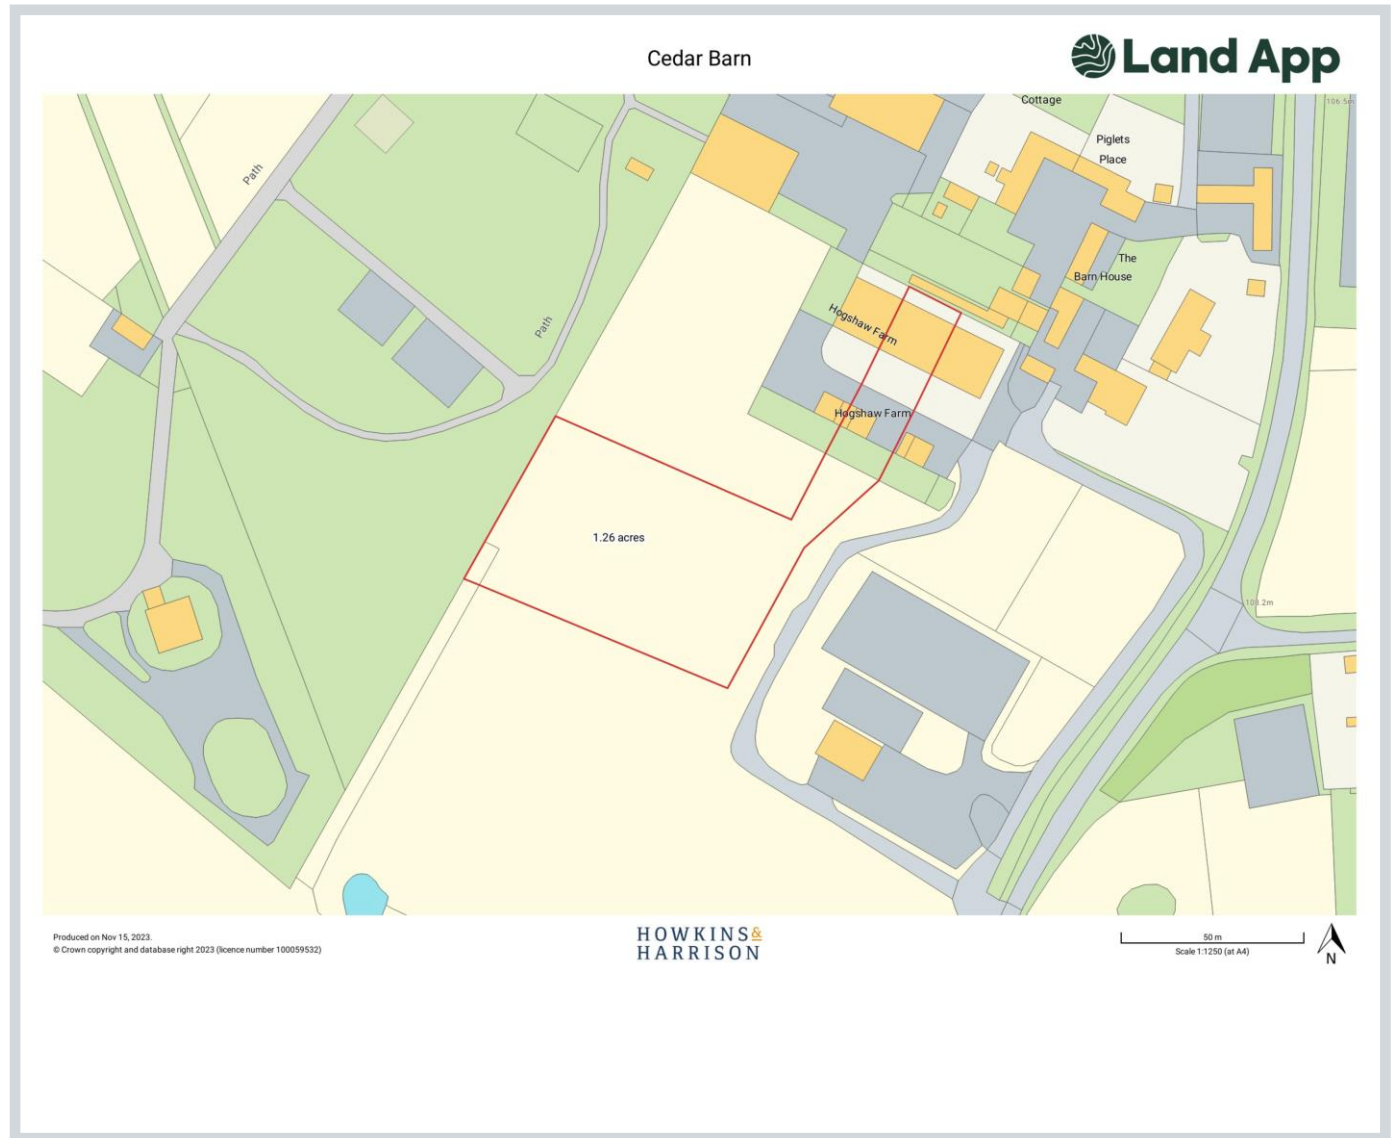 Cedar Barn
Land App
Cottage
106.5m
Piglets
Place
Path
The
Barn House
Hogshaw Farm
Path
Hogshaw Farm
1.26 acres
103.2m
Produced on Nov 15, 2023.
© Crown copyright and database right 2023 (licence number 100059532)
HOWKINS&
HARRISON
50 m
Scale 1:1250 (at A4)
N